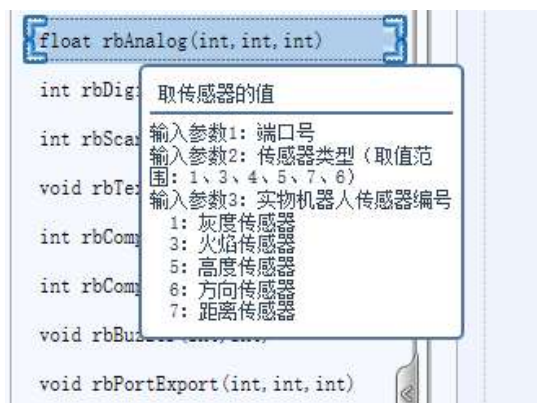 float rbAnalog(int,int,int)
int rbDig
取传感器的值
int rbScan
输入参数1: 端口号
输入参数2: 传感器类型（取值范
围: 1、3、4、5、7、6）
void rbTe
输入参数3: 实物机器人传感器编号
1: 灰度传感器
int rbComp
3: 火焰传感器
5: 高度传感器
int rbComp
6: 方向传感器
7: 距离传感器
void rbPortExport(int,int,int)